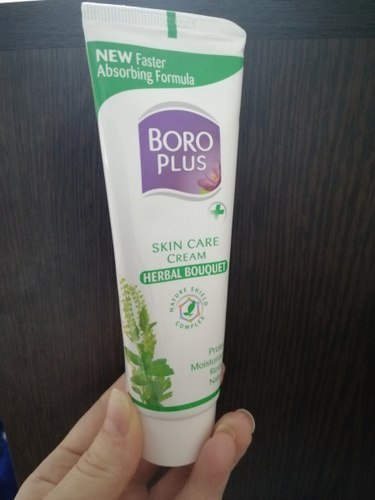 NEW Faster
Absorbing Formula
BORO
PLUS
SKIN CARE
CREAM
HERBAL BOUQUET
NATURE SHIELD
COMPLEX